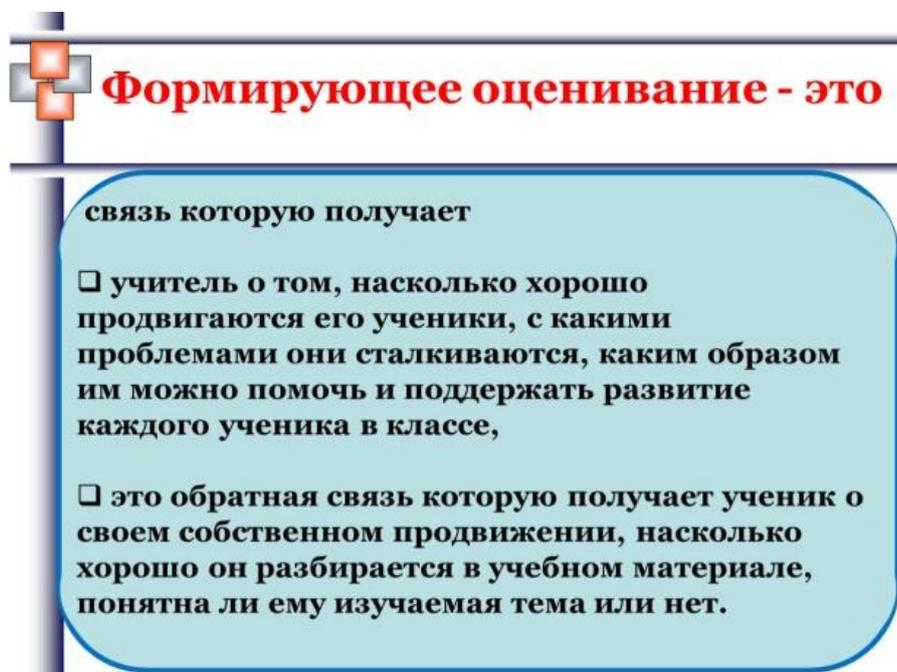 Формирующее оценивание - это
связь которую получает
❑ учитель о том, насколько хорошо
продвигаются его ученики, с какими
проблемами они сталкиваются, каким образом
им можно помочь и поддержать развитие
каждого ученика в классе,
❑ это обратная связь которую получает ученик о
своем собственном продвижении, насколько
хорошо он разбирается в учебном материале,
понятна ли ему изучаемая тема или нет.